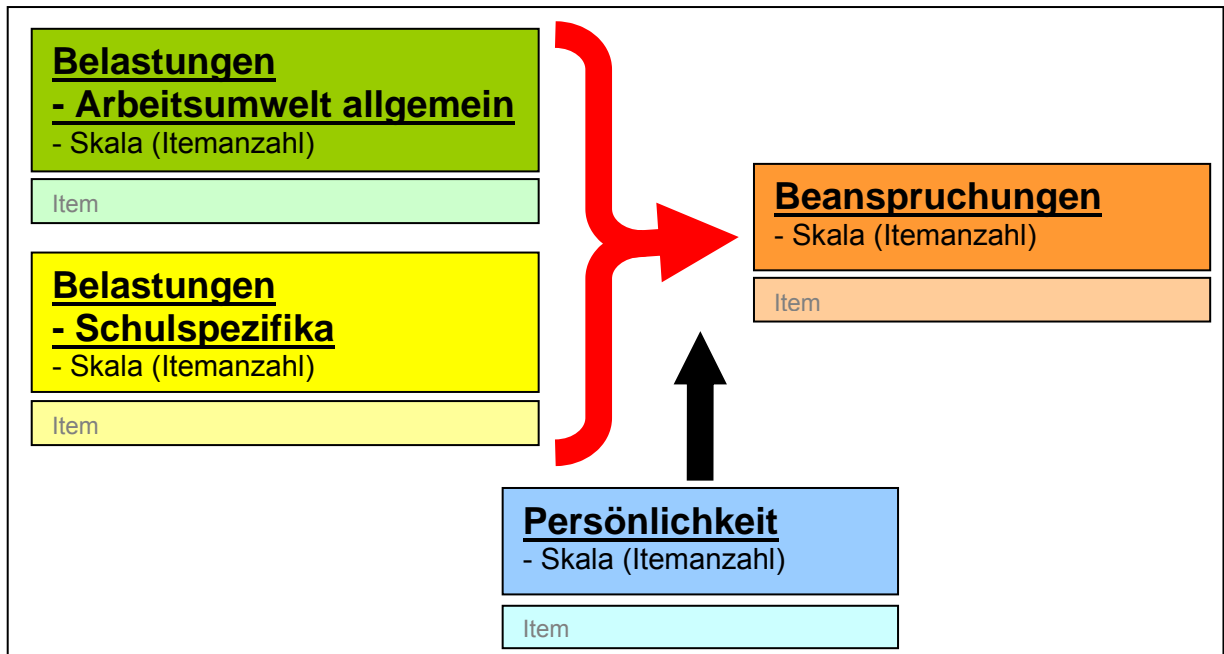 Belastungen
- Arbeitsumwelt allgemein
- Skala (Itemanzahl)
Item
Belastungen
- Schulspezifika
- Skala (Itemanzahl)
Item
Beanspruchungen
- Skala (Itemanzahl)
Item
Persönlichkeit
- Skala (Itemanzahl)
Item